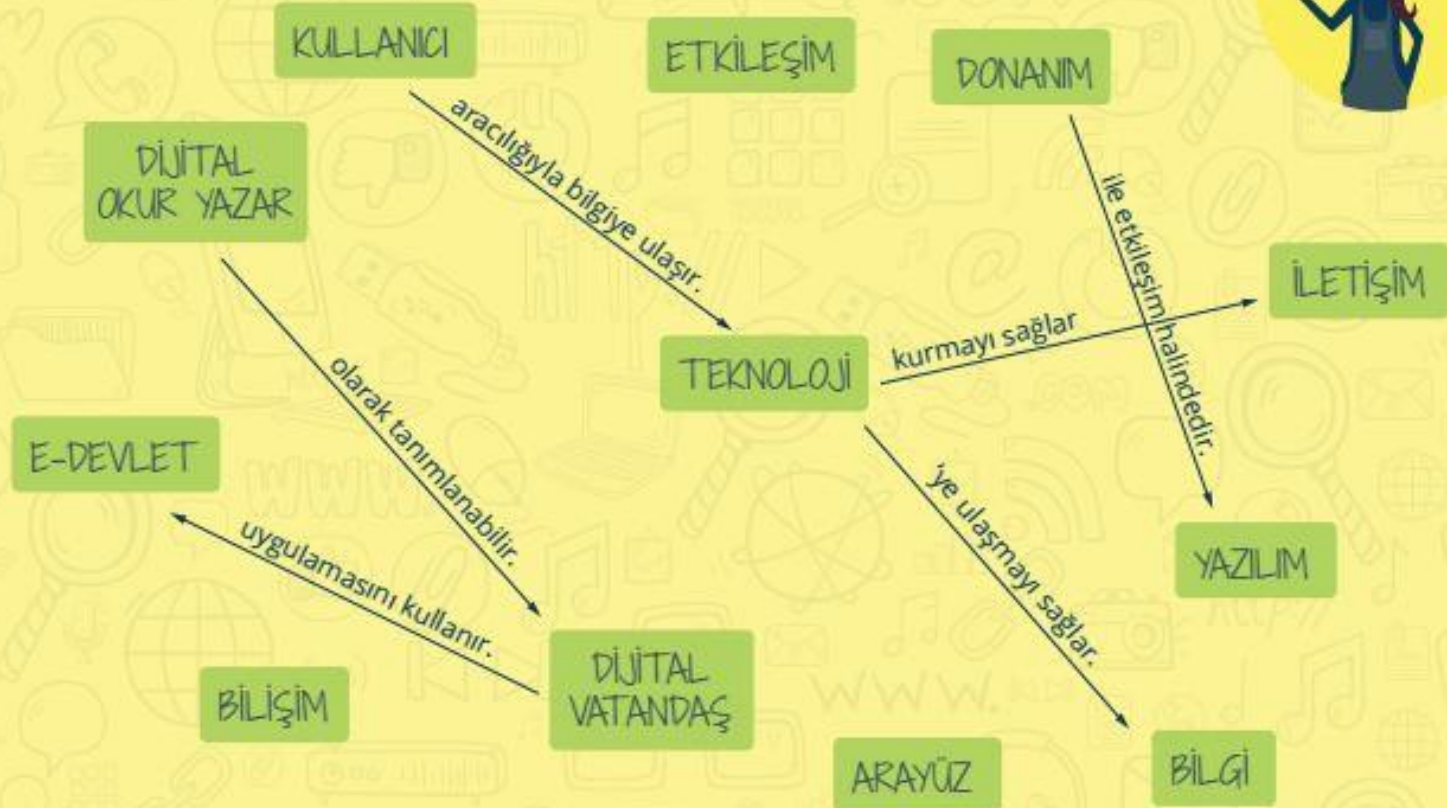 KULLANICI
ETKİLEŞİM
DONANIM
aracılığıyla bilgiye ulaşır.
DİJİTAL
OKUR YAZAR
ile etkileşim halindedir.
İLETİŞİM
kurmayı sağlar
TEKNOLOJİ
olarak tanımlanabilir.
E-DEVLET
'ye ulaşmayı sağlar.
uygulamasını kullanır.
YAZILIM
DİJİTAL
VATANDAŞ
BİLİŞİM
ARAYÜZ
BİLGİ